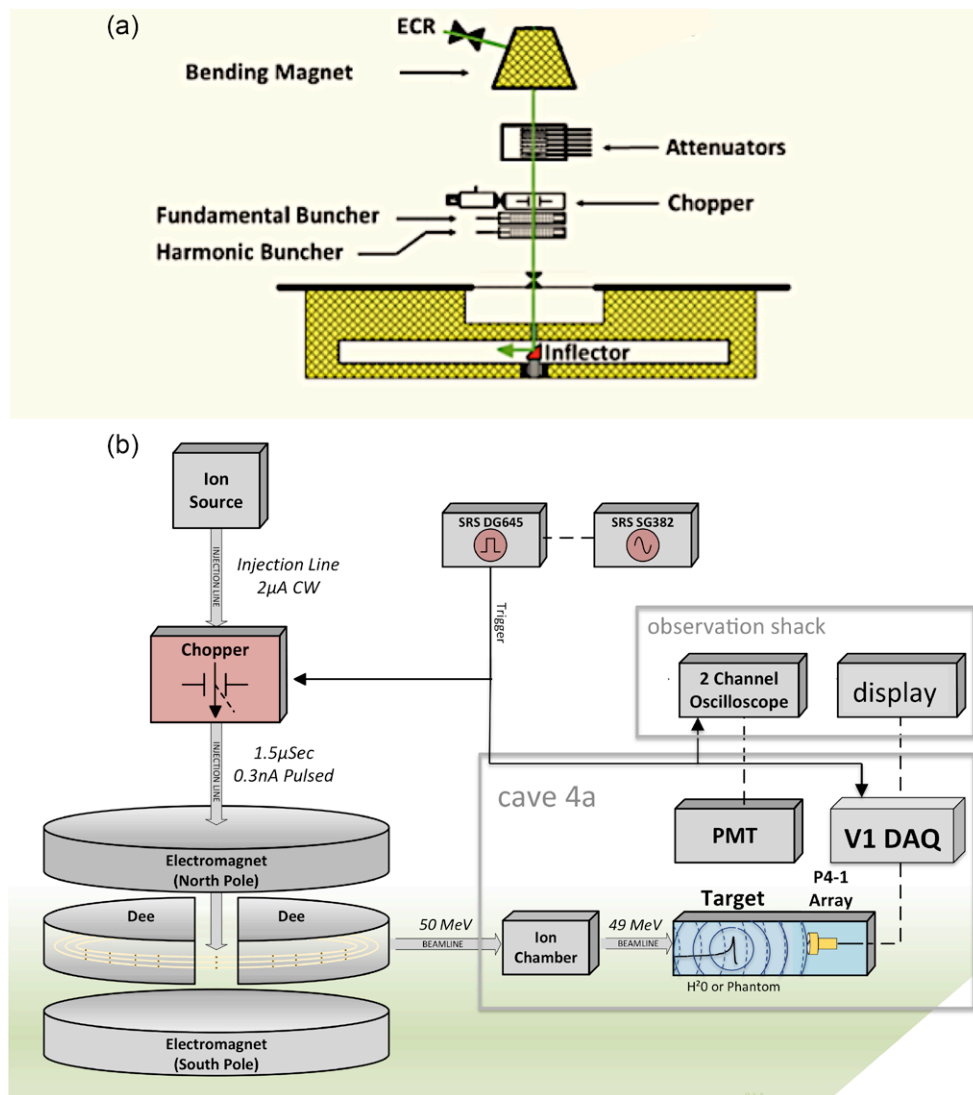 (a)
ECR
Bending Magnet
Attenuators
Chopper
Fundamental Buncher
Harmonic Buncher
Inflector
(b)
Ion
Source
INJECTION LINE
Injection Line
2µA CW
SRS DG645
SRS SG382
Trigger
Chopper
observation shack
2 Channel
Oscilloscope
display
INJECTION LINE
1.5µSec
0.3nA Pulsed
cave 4a
PMT
V1 DAQ
Electromagnet
(North Pole)
P4-1
Array
Target
Dee
Dee
50 MeV
BEAMLINE
Ion
Chamber
49 MeV
BEAMLINE
H²0 or Phantom
Electromagnet
(South Pole)